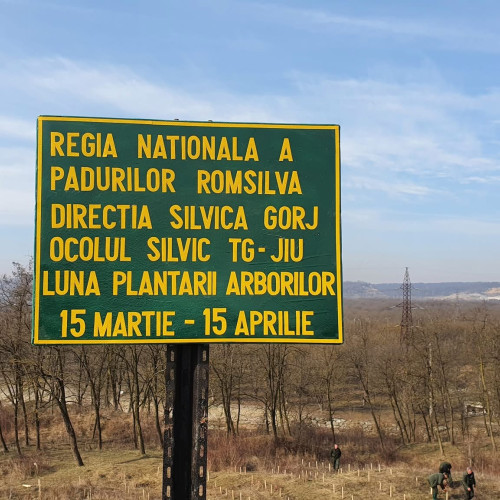 REGIA NATIONALA A
PADURILOR ROMSILVA
DIRECTIA SILVICA GORJ
OCOLUL SILVIC TG-JIU
LUNA PLANTARII ARBORILOR
15 MARTIE - 15 APRILIE